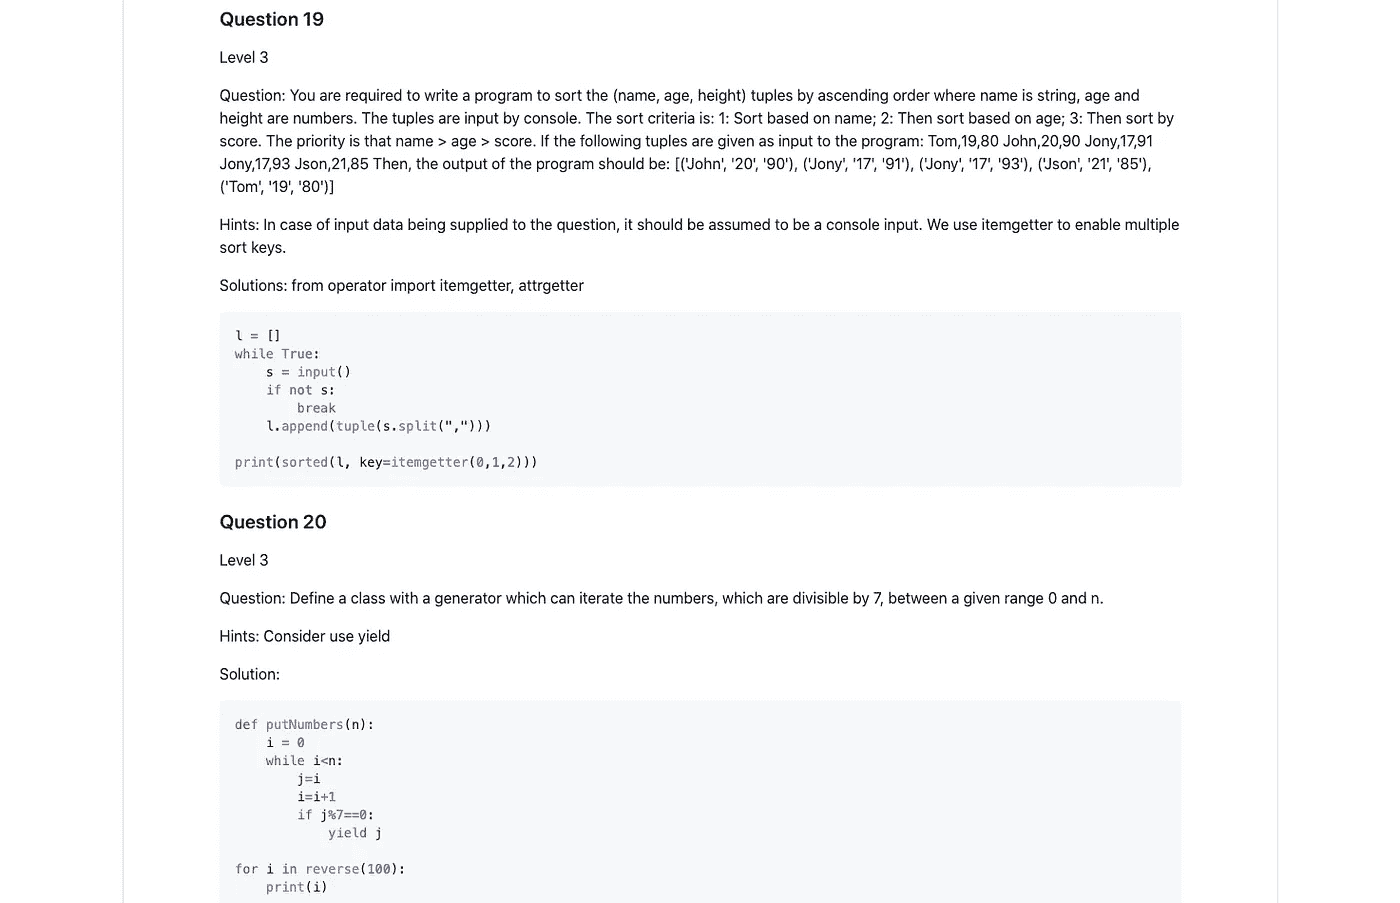 Question 19
Level 3
Question: You are required to write a program to sort the (name, age, height) tuples by ascending order where name is string, age and
height are numbers. The tuples are input by console. The sort criteria is: 1: Sort based on name; 2: Then sort based on age; 3: Then sort by
score. The priority is that name > age > score. If the following tuples are given as input to the program: Tom,19,80 John,20,90 Jony,17,91
Jony,17,93 Json,21,85 Then, the output of the program should be: [('John', '20', '90'), ('Jony', '17', '91'), ('Jony', '17', '93'), ('Json', '21', '85'),
('Tom', '19', '80')]
Hints: In case of input data being supplied to the question, it should be assumed to be a console input. We use itemgetter to enable multiple
sort keys.
Solutions: from operator import itemgetter, attrgetter
l = []
while True:
    s = input()
    if not s:
        break
    l.append(tuple(s.split(",")))
print(sorted(l, key=itemgetter(0,1,2)))
Question 20
Level 3
Question: Define a class with a generator which can iterate the numbers, which are divisible by 7, between a given range 0 and n.
Hints: Consider use yield
Solution:
def putNumbers(n):
    i = 0
    while i<n:
        j=i
        i=i+1
        if j%7==0:
            yield j
for i in reverse(100):
    print(i)